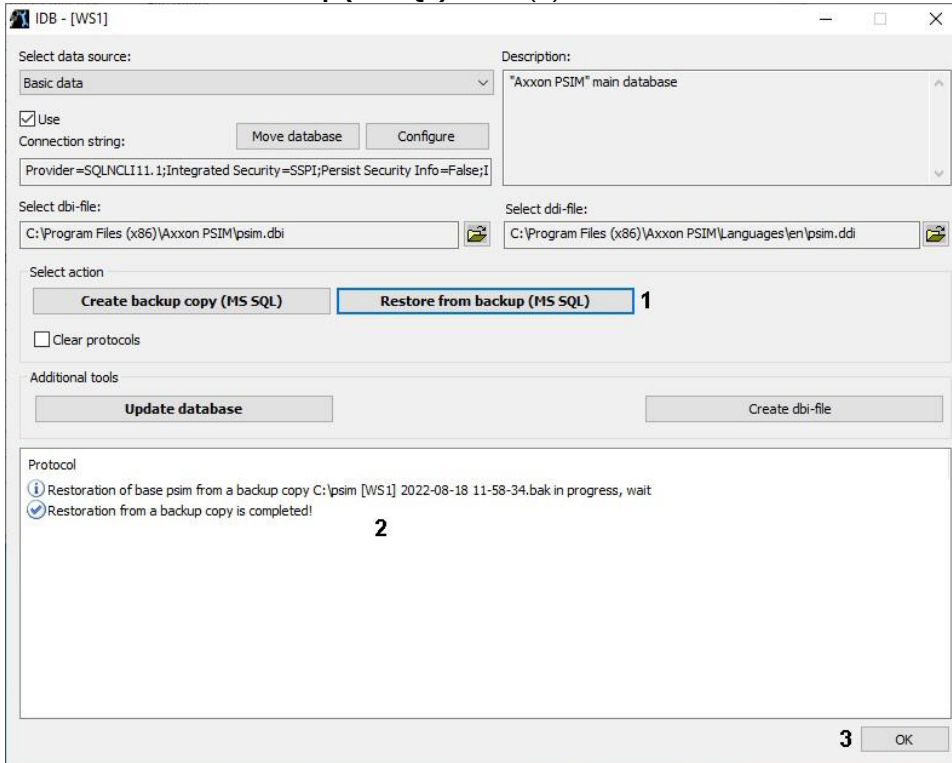 IDB - [WS1]
Select data source:
Description:
Basic data
"Axxon PSIM" main database
Use
Connection string:
Move database
Configure
Provider=SQLNCLI11.1;Integrated Security=SSPI;Persist Security Info=False;I
Select dbi-file:
Select ddi-file:
C:\Program Files (x86)\Axxon PSIM\psim.dbi
C:\Program Files (x86)\Axxon PSIM\Languages\en\psim.ddi
Select action
Create backup copy (MS SQL)
Restore from backup (MS SQL)
1
Clear protocols
Additional tools
Update database
Create dbi-file
Protocol
Restoration of base psim from a backup copy C:\psim [WS1] 2022-08-18 11-58-34.bak in progress, wait
Restoration from a backup copy is completed!
2
3
OK